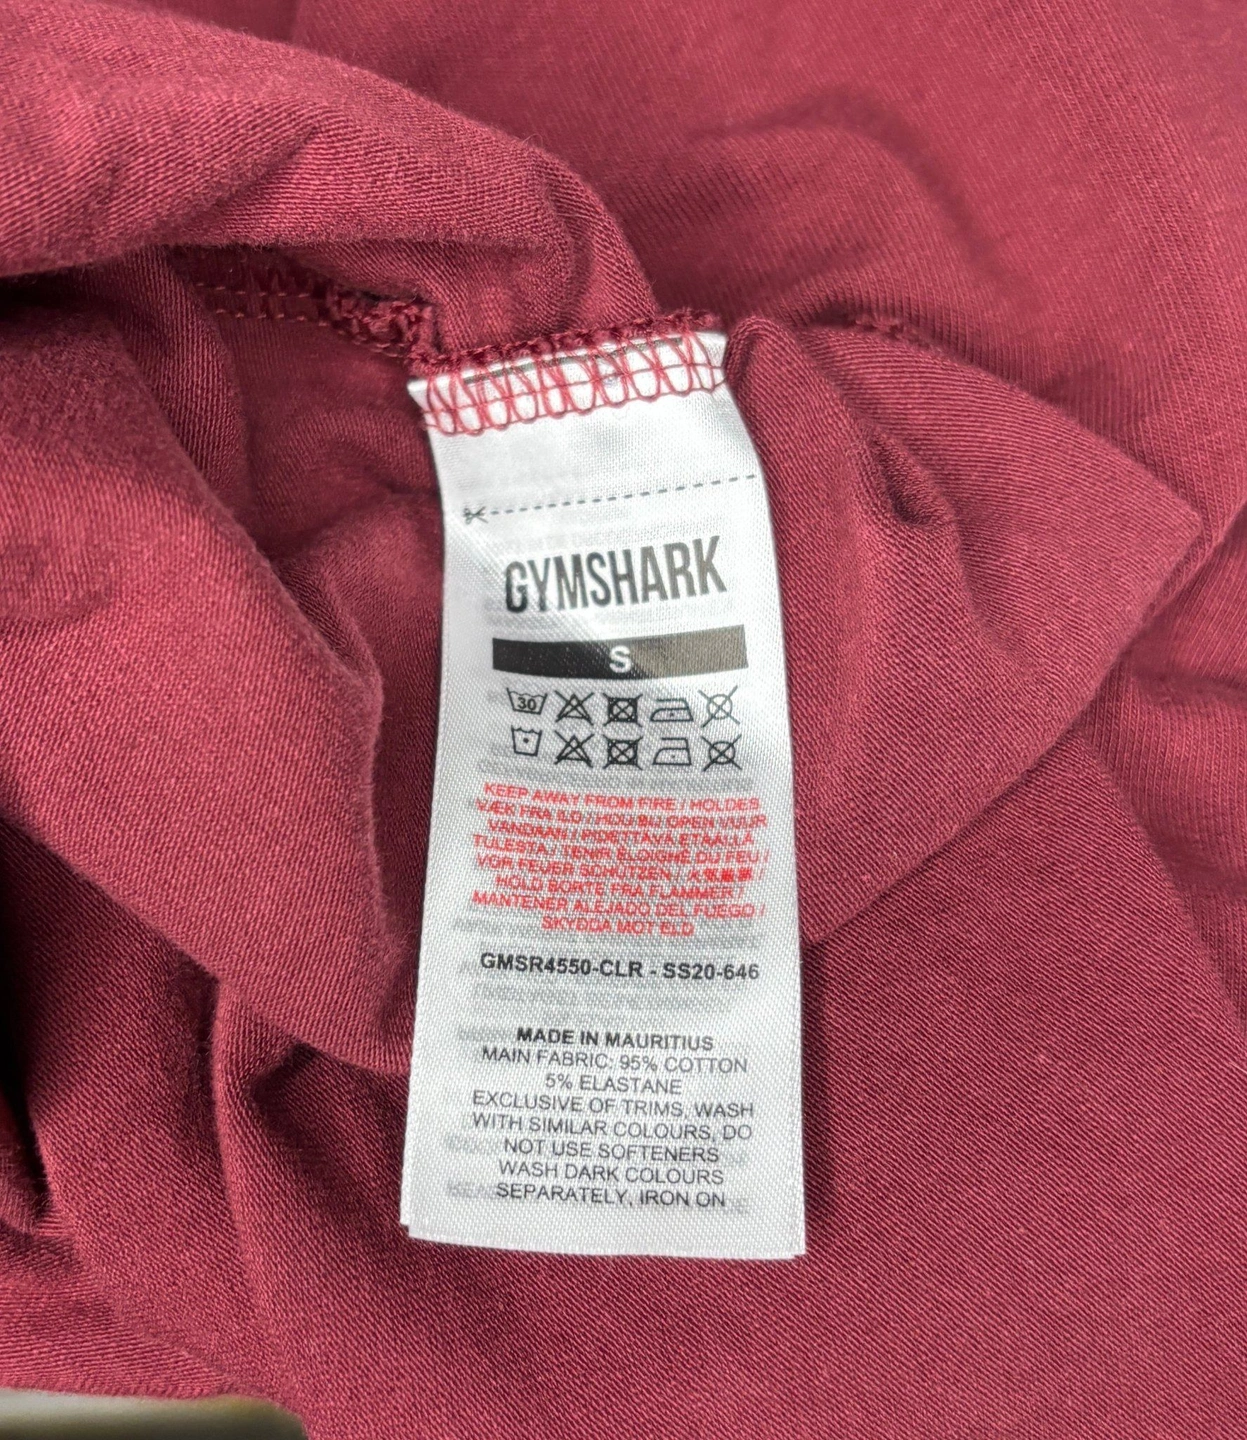 GYMSHARK
S
30
KEEP AWAY FROM FIRE / HOLDES
VÆK FRA ILD / HOU BIJ OPEN VUUR
VANDAAN / PIDETTÄVÄ ETÄÄLLÄ
TULESTA / TENIR ÉLOIGNÉ DU FEU /
VOR FEUER SCHÜTZEN /
HOLD BORTE FRA FLAMMER /
MANTENER ALEJADO DEL FUEGO /
SKYDDA MOT ELD
GMSR4550-CLR - SS20-646
MADE IN MAURITIUS
MAIN FABRIC: 95% COTTON
5% ELASTANE
EXCLUSIVE OF TRIMS, WASH
WITH SIMILAR COLOURS, DO
NOT USE SOFTENERS
WASH DARK COLOURS
SEPARATELY, IRON ON